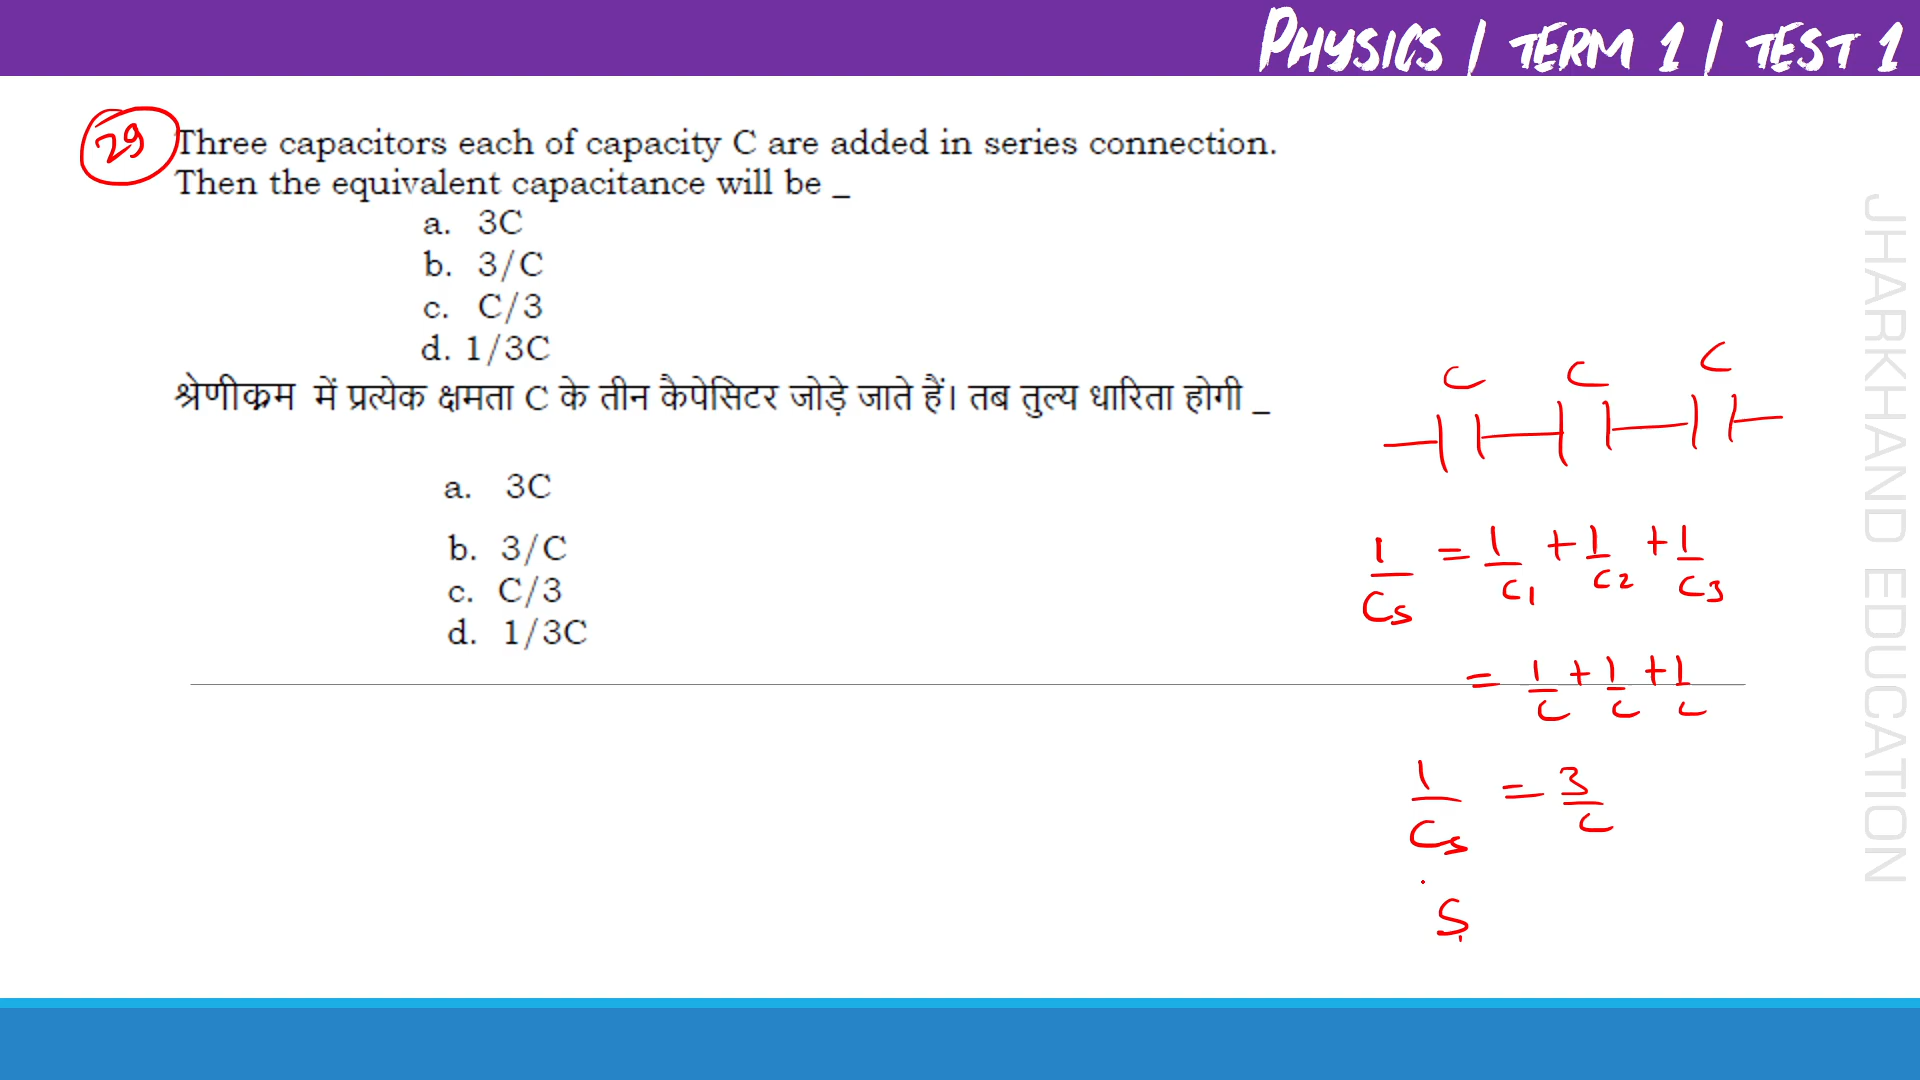 PHYSICS | TERM 1 | TEST 1
29
Three capacitors each of capacity C are added in series connection.
Then the equivalent capacitance will be _
a. 3C
b. 3/C
c. C/3
d. 1/3C
श्रेणीक्रम में प्रत्येक क्षमता C के तीन कैपेसिटर जोड़े जाते हैं। तब तुल्य धारिता होगी _
a. 3C
b. 3/C
c. C/3
d. 1/3C
C C C
1/Cs = 1/C1 + 1/C2 + 1/C3
= 1/C + 1/C + 1/C
1/Cs = 3/C
S
JHARKHAND EDUCATION